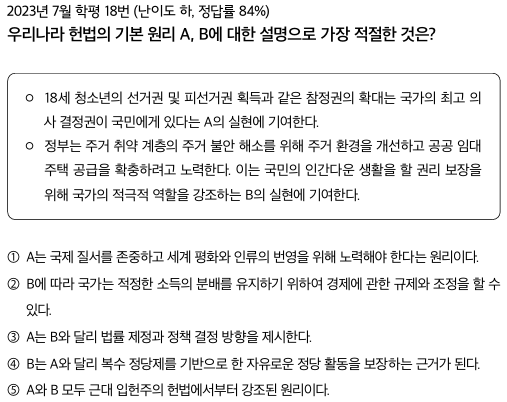 2023년 7월 학평 18번 (난이도 하, 정답률 84%)
우리나라 헌법의 기본 원리 A, B에 대한 설명으로 가장 적절한 것은?
○ 18세 청소년의 선거권 및 피선거권 획득과 같은 참정권의 확대는 국가의 최고 의
사 결정권이 국민에게 있다는 A의 실현에 기여한다.
○ 정부는 주거 취약 계층의 주거 불안 해소를 위해 주거 환경을 개선하고 공공 임대
주택 공급을 확충하려고 노력한다. 이는 국민의 인간다운 생활을 할 권리 보장을
위해 국가의 적극적 역할을 강조하는 B의 실현에 기여한다.
① A는 국제 질서를 존중하고 세계 평화와 인류의 번영을 위해 노력해야 한다는 원리이다.
② B에 따라 국가는 적정한 소득의 분배를 유지하기 위하여 경제에 관한 규제와 조정을 할 수
있다.
③ A는 B와 달리 법률 제정과 정책 결정 방향을 제시한다.
④ B는 A와 달리 복수 정당제를 기반으로 한 자유로운 정당 활동을 보장하는 근거가 된다.
⑤ A와 B 모두 근대 입헌주의 헌법에서부터 강조된 원리이다.